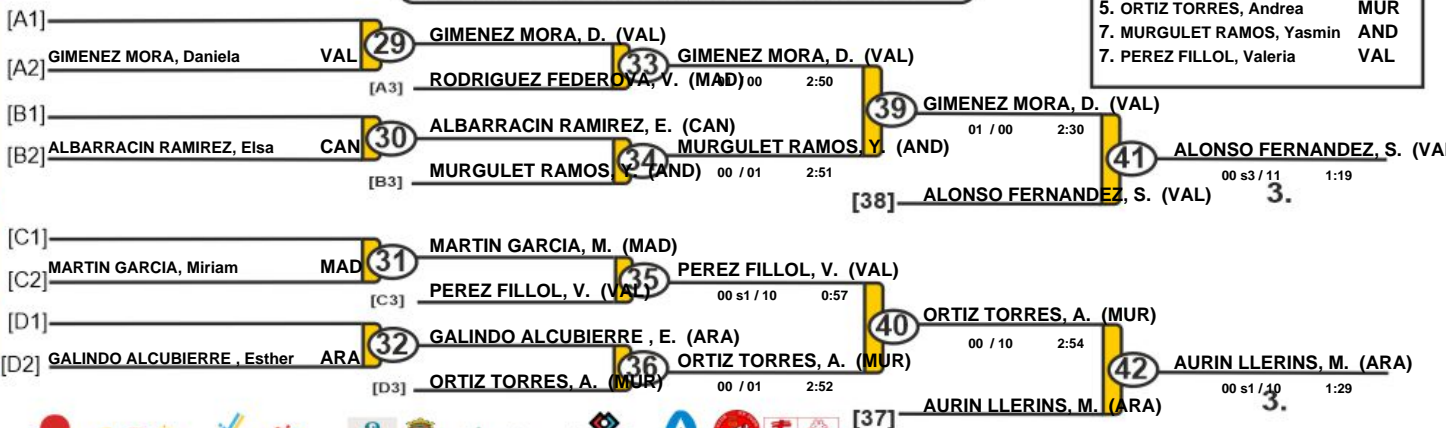 5. ORTIZ TORRES, Andrea MUR
7. MURGULET RAMOS, Yasmin AND
7. PEREZ FILLOL, Valeria VAL
[A1]
[A2] GIMENEZ MORA, Daniela VAL
29
GIMENEZ MORA, D. (VAL)
[A3] RODRIGUEZ FEDEROVA, V. (MAD)
33
GIMENEZ MORA, D. (VAL)
/ 00 2:50
[B1]
[B2] ALBARRACIN RAMIREZ, Elsa CAN
30
ALBARRACIN RAMIREZ, E. (CAN)
[B3] MURGULET RAMOS, Y. (AND)
34
MURGULET RAMOS, Y. (AND)
00 / 01 2:51
39
GIMENEZ MORA, D. (VAL)
01 / 00 2:30
[38] ALONSO FERNANDEZ, S. (VAL)
41
ALONSO FERNANDEZ, S. (VAL
00 s3 / 11 1:19
3.
[C1]
[C2] MARTIN GARCIA, Miriam MAD
31
MARTIN GARCIA, M. (MAD)
[C3] PEREZ FILLOL, V. (VAL)
35
PEREZ FILLOL, V. (VAL)
00 s1 / 10 0:57
[D1]
[D2] GALINDO ALCUBIERRE , Esther ARA
32
GALINDO ALCUBIERRE , E. (ARA)
[D3] ORTIZ TORRES, A. (MUR)
36
ORTIZ TORRES, A. (MUR)
00 / 01 2:52
40
ORTIZ TORRES, A. (MUR)
00 / 10 2:54
[37] AURIN LLERINS, M. (ARA)
42
AURIN LLERINS, M. (ARA)
00 s1 / 10 1:29
3.